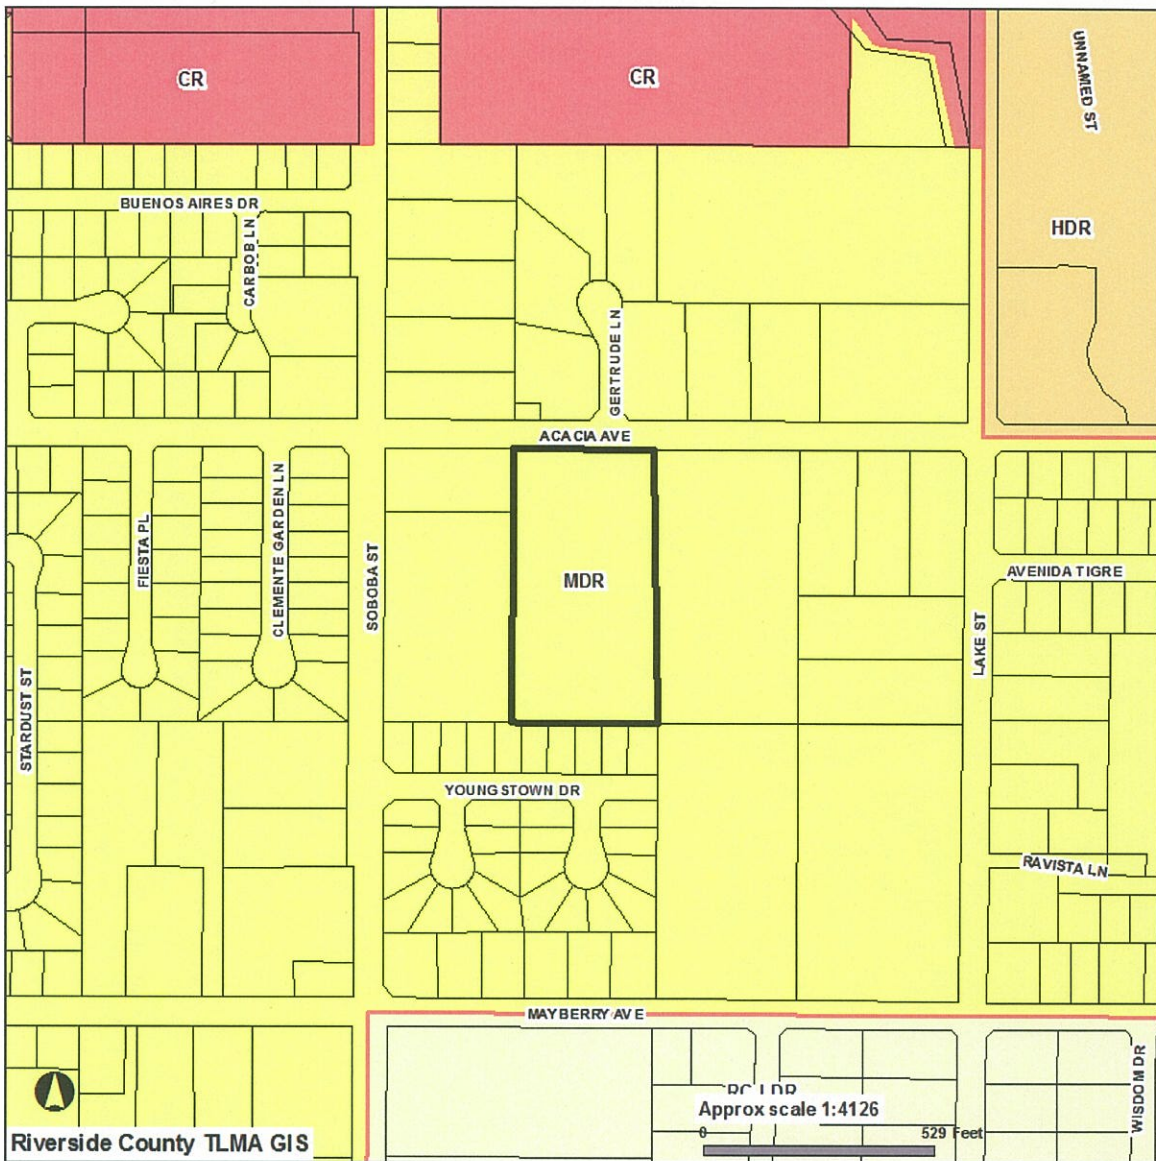 CR
CR
UNNAMED ST
BUENOS AIRES DR
CARBOB LN
HDR
GERTRUDE LN
ACACIA AVE
FIESTA PL
CLEMENTE GARDEN LN
SOBOBA ST
MDR
AVENIDA TIGRE
LAKE ST
STARDUST ST
YOUNGSTOWN DR
RAVISTA LN
MAYBERRY AVE
WISDOM DR
Approx scale 1:4126
0 529 Feet
Riverside County TLMA GIS